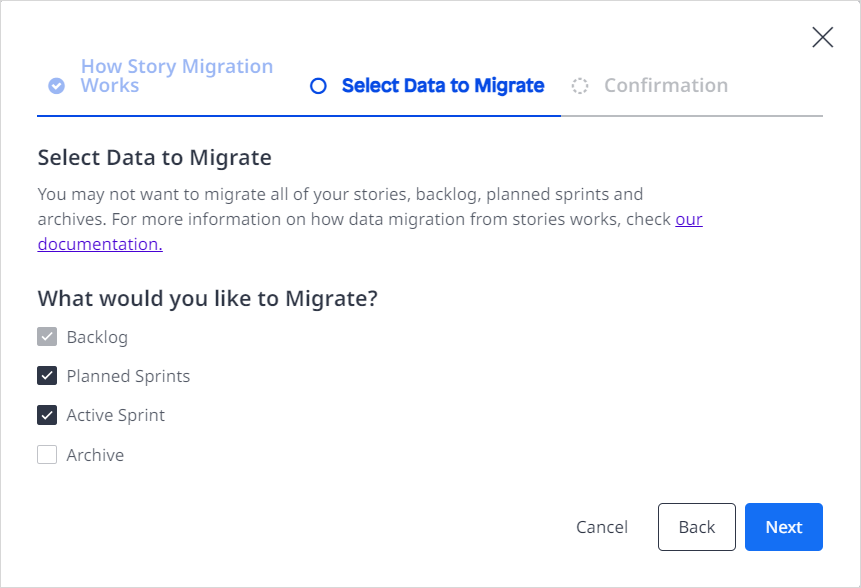 How Story Migration
Works
Select Data to Migrate
Confirmation
Select Data to Migrate
You may not want to migrate all of your stories, backlog, planned sprints and
archives. For more information on how data migration from stories works, check our
documentation.
What would you like to Migrate?
Backlog
Planned Sprints
Active Sprint
Archive
Cancel
Back
Next